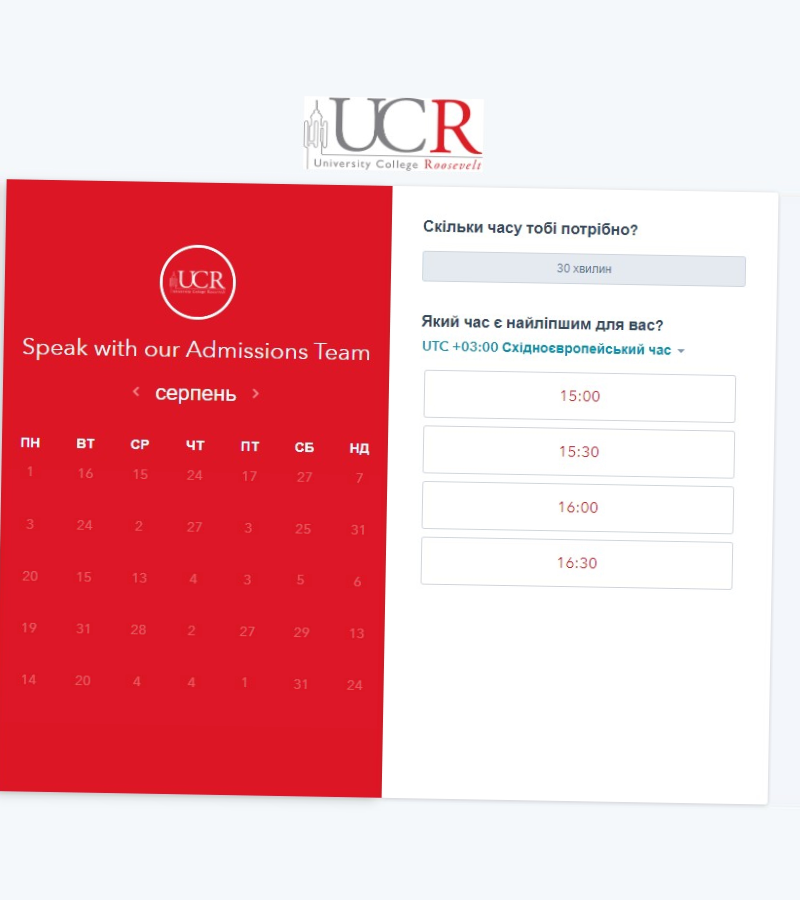 UCR
University College Roosevelt
UCR
Speak with our Admissions Team
серпень
ПН ВТ СР ЧТ ПТ СБ НД
1 16 15 24 17 27 7
3 24 2 27 3 25 31
20 15 13 4 3 5 6
19 31 28 2 27 29 13
14 20 4 4 1 31 24
Скільки часу тобі потрібно?
30 хвилин
Який час є найліпшим для вас?
UTC +03:00 Східноєвропейський час
15:00
15:30
16:00
16:30